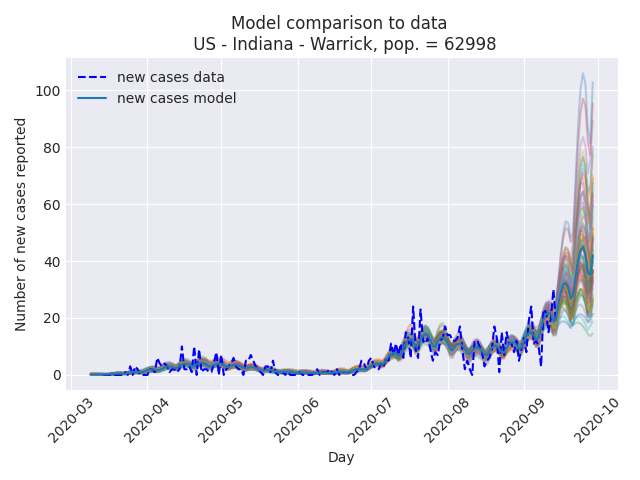 Model comparison to data
US - Indiana - Warrick, pop. = 62998
new cases data
new cases model
Number of new cases reported
100
80
60
40
20
0
2020-03
2020-04
2020-05
2020-06
2020-07
2020-08
2020-09
2020-10
Day